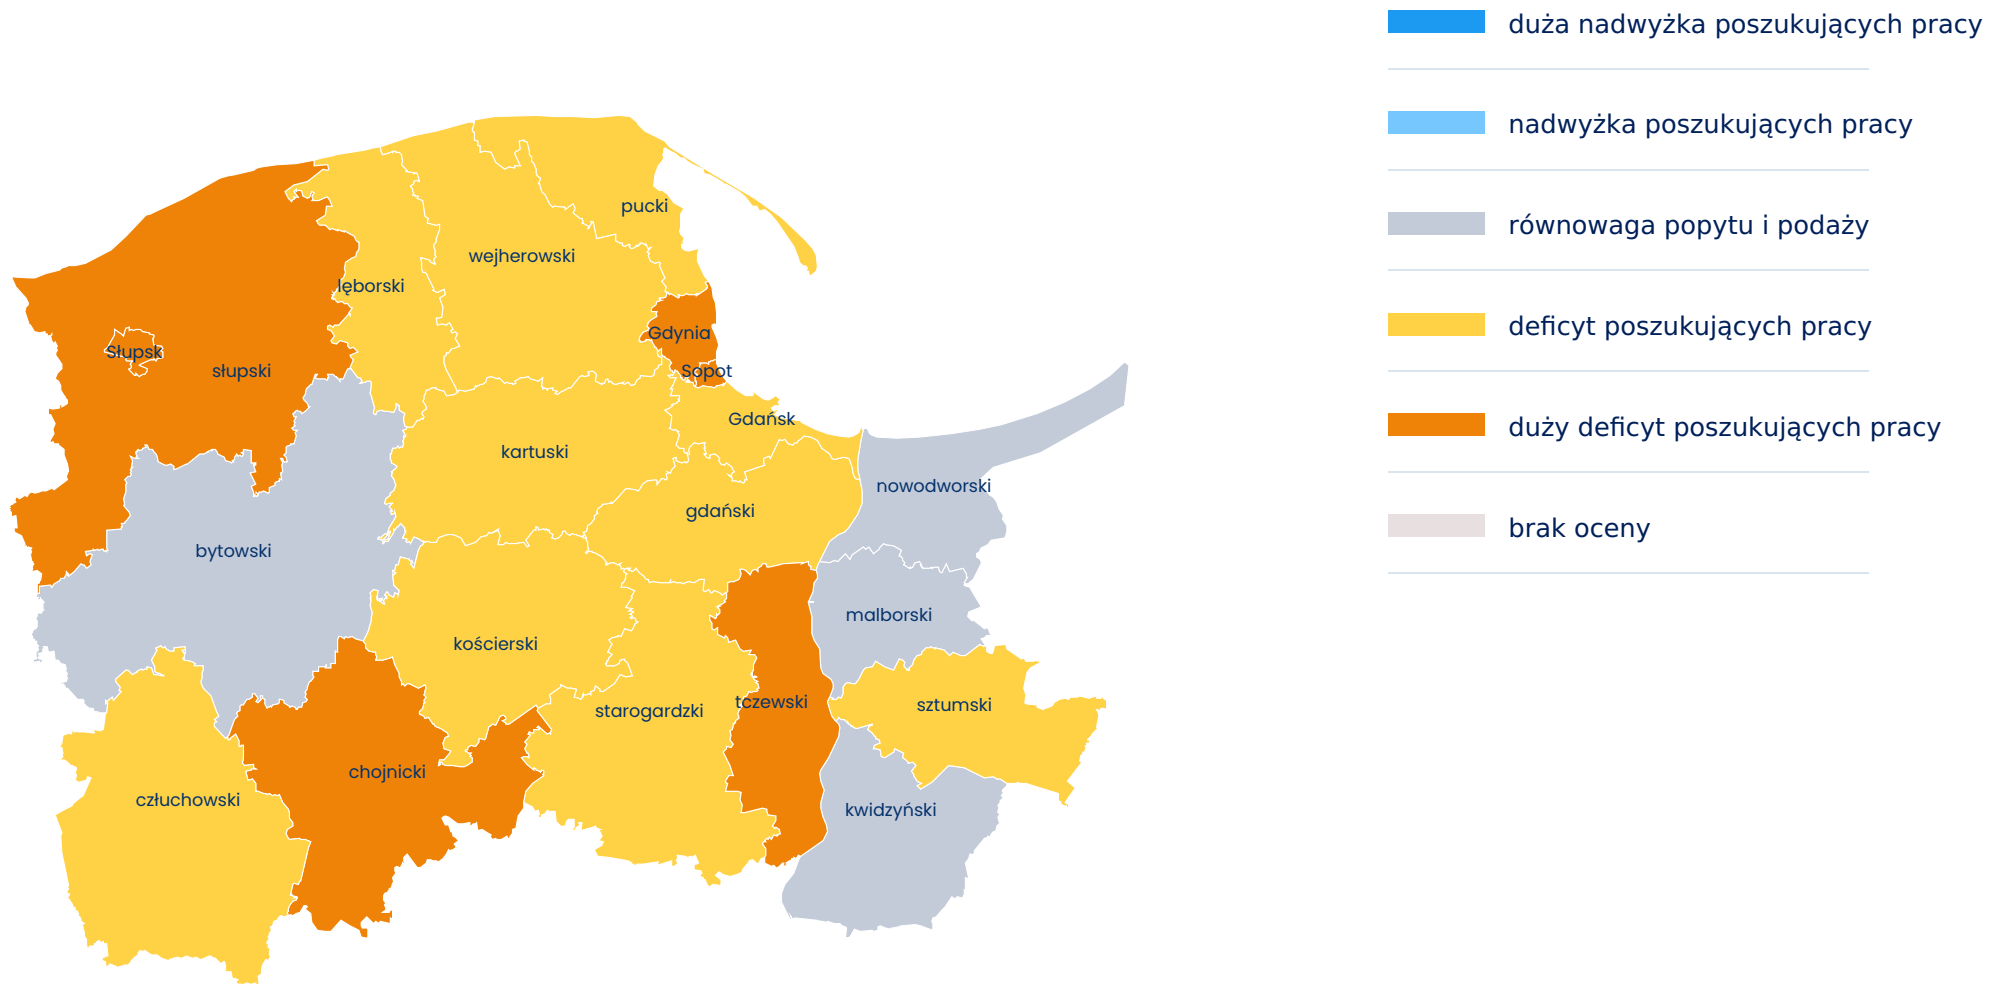 duża nadwyżka poszukujących pracy
nadwyżka poszukujących pracy
równowaga popytu i podaży
deficyt poszukujących pracy
duży deficyt poszukujących pracy
brak oceny
pucki
wejherowski
lęborski
Gdynia
Słupsk
słupski
Sopot
Gdańsk
kartuski
nowodworski
gdański
bytowski
malborski
kościerski
tczewski
sztumski
starogardzki
chojnicki
człuchowski
kwidzyński